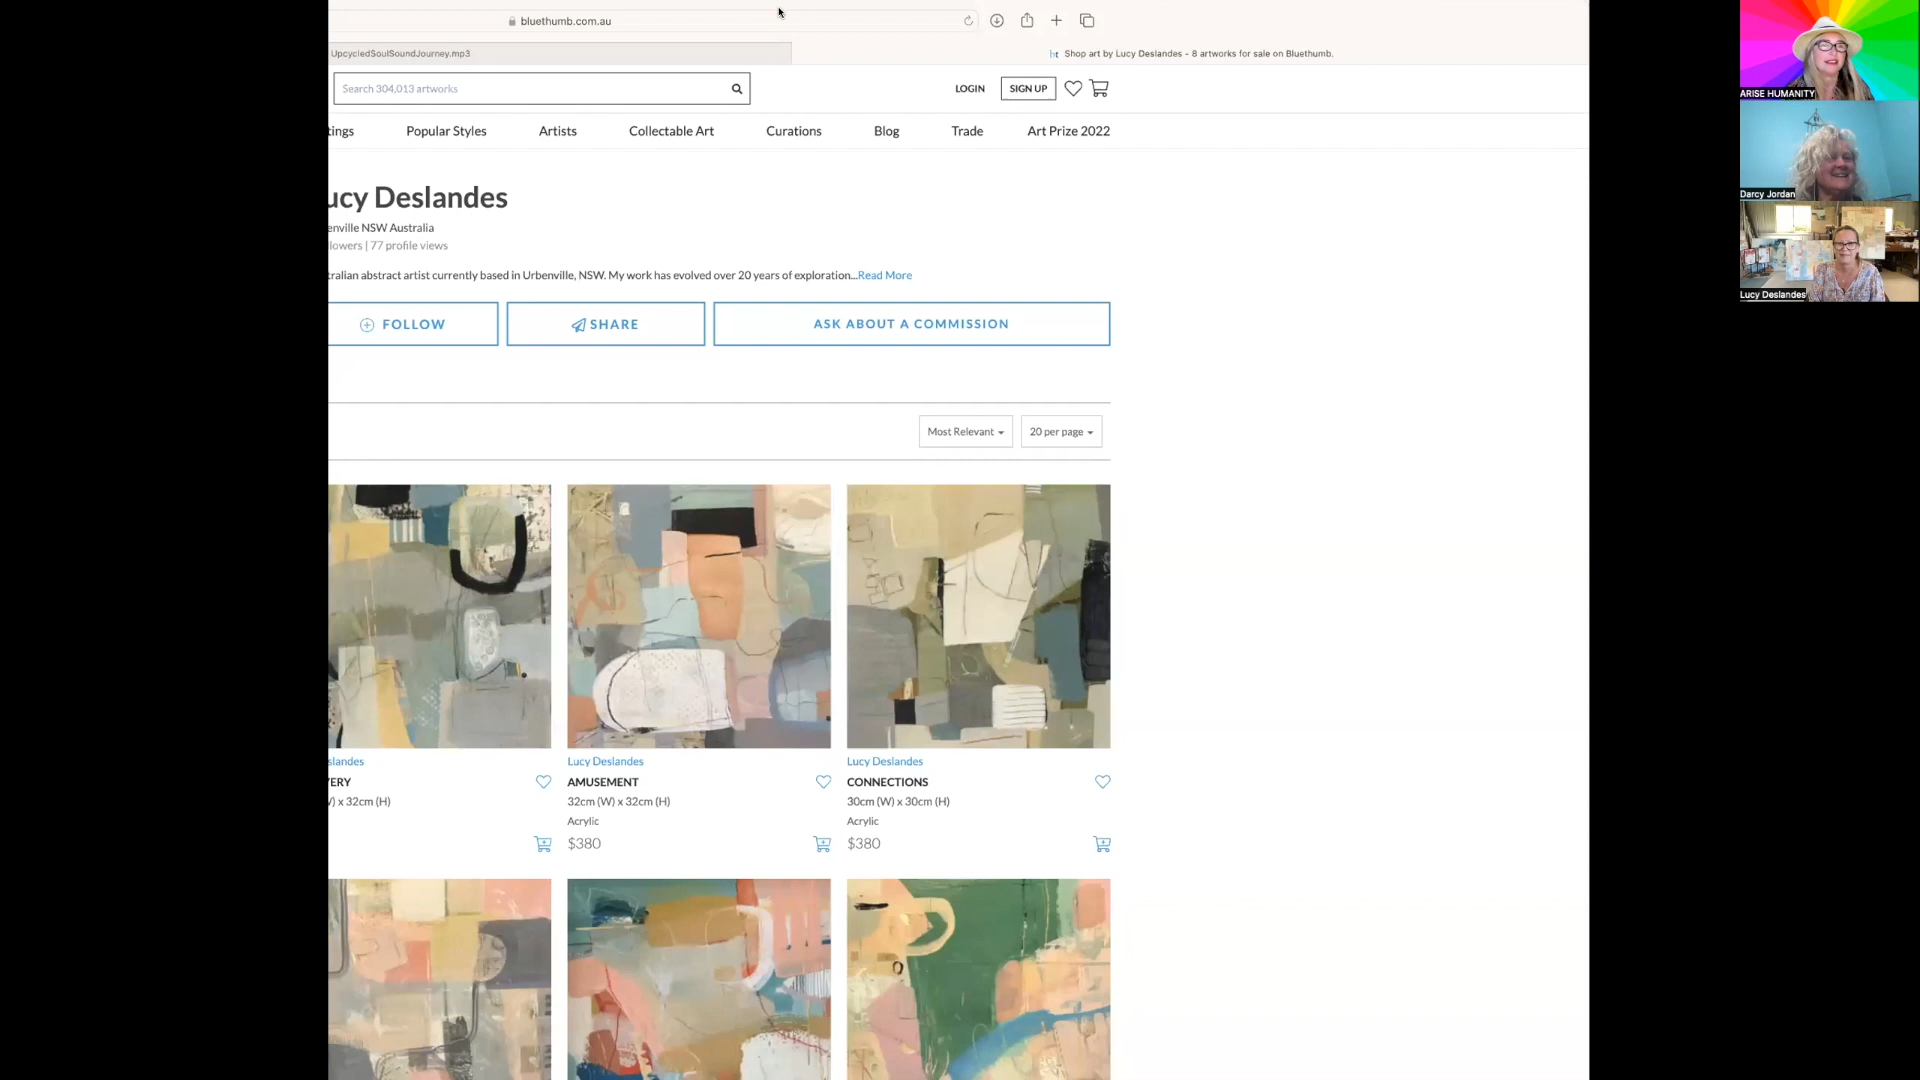 bluethumb.com.au
UpcycledSoulSoundJourney.mp3
Shop art by Lucy Deslandes - 8 artworks for sale on Bluethumb.
Search 304,013 artworks
LOGIN
SIGN UP
tings
Popular Styles
Artists
Collectable Art
Curations
Blog
Trade
Art Prize 2022
ucy Deslandes
enville NSW Australia
llowers | 77 profile views
tralian abstract artist currently based in Urbenville, NSW. My work has evolved over 20 years of exploration...Read More
FOLLOW
SHARE
ASK ABOUT A COMMISSION
Most Relevant
20 per page
slandes
VERY
V) x 32cm (H)
Lucy Deslandes
AMUSEMENT
32cm (W) x 32cm (H)
Acrylic
$380
Lucy Deslandes
CONNECTIONS
30cm (W) x 30cm (H)
Acrylic
$380
ARISE HUMANITY
Darcy Jordan
Lucy Deslandes